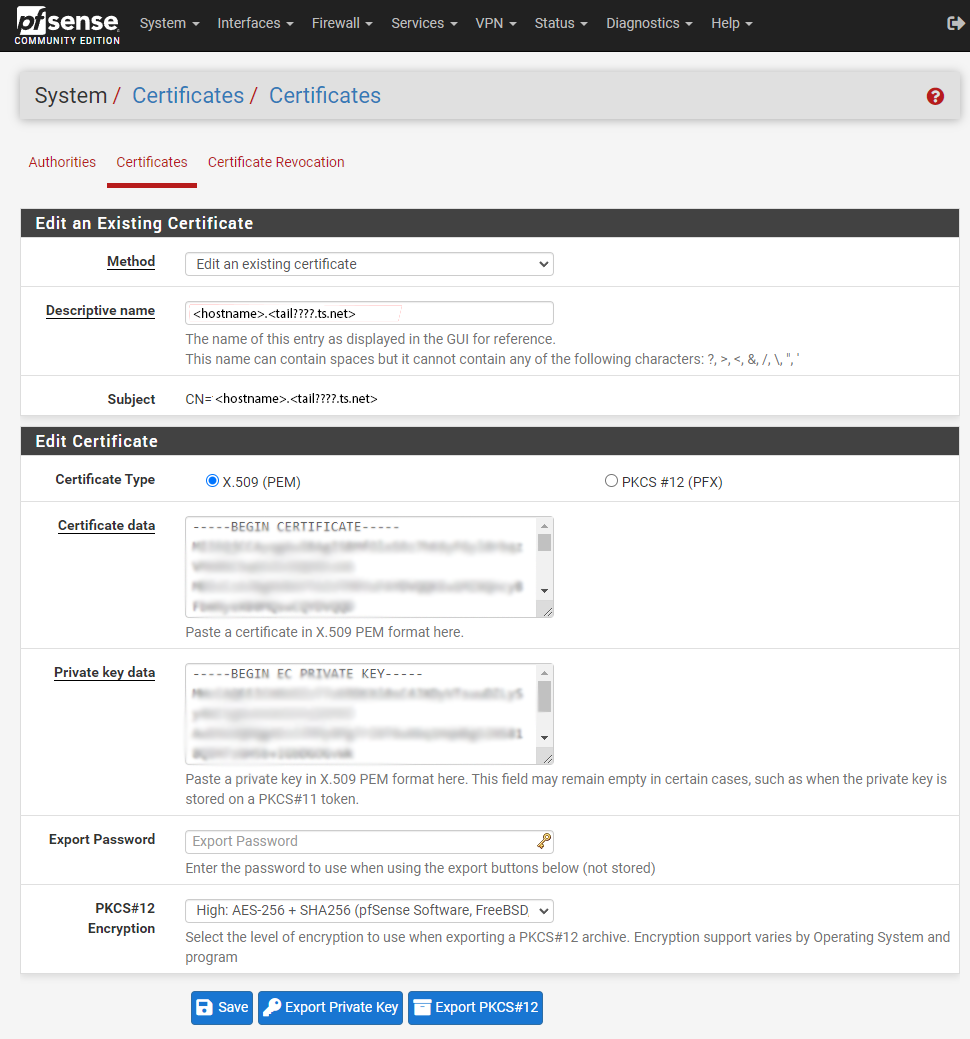 pfsense
COMMUNITY EDITION
System Interfaces Firewall Services VPN Status Diagnostics Help
System / Certificates / Certificates
Authorities Certificates Certificate Revocation
Edit an Existing Certificate
Method Edit an existing certificate
Descriptive name <hostname>.<tail????.ts.net>
The name of this entry as displayed in the GUI for reference.
This name can contain spaces but it cannot contain any of the following characters: ?, >, <, &, /, \, ", '
Subject CN= <hostname>.<tail????.ts.net>
Edit Certificate
Certificate Type X.509 (PEM) PKCS #12 (PFX)
Certificate data -----BEGIN CERTIFICATE-----
Paste a certificate in X.509 PEM format here.
Private key data -----BEGIN EC PRIVATE KEY-----
Paste a private key in X.509 PEM format here. This field may remain empty in certain cases, such as when the private key is
stored on a PKCS#11 token.
Export Password Export Password
Enter the password to use when using the export buttons below (not stored)
PKCS#12 High: AES-256 + SHA256 (pfSense Software, FreeBSD,
Encryption
Select the level of encryption to use when exporting a PKCS#12 archive. Encryption support varies by Operating System and
program
Save Export Private Key Export PKCS#12